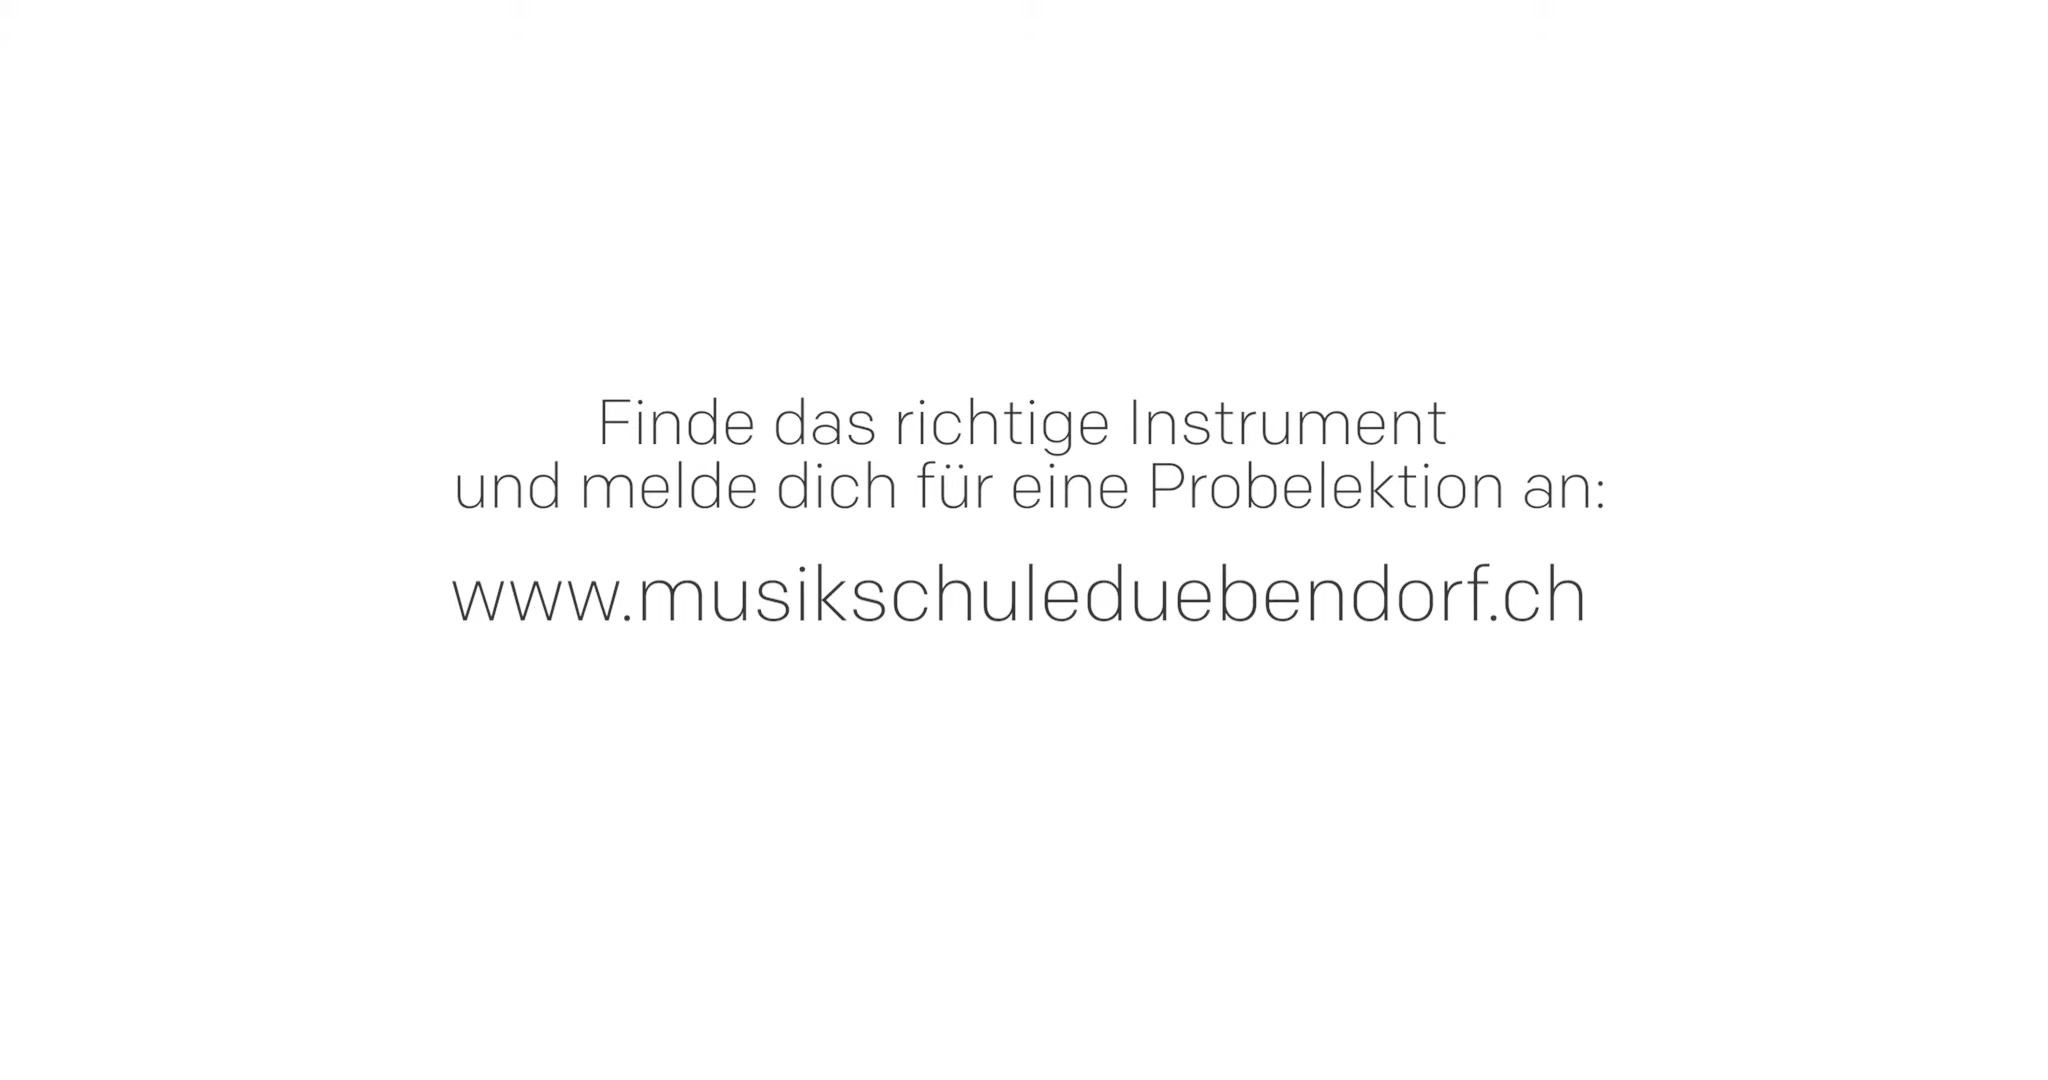 Finde das richtige Instrument
und melde dich für eine Probelektion an:
www.musikschuleduebendorf.ch